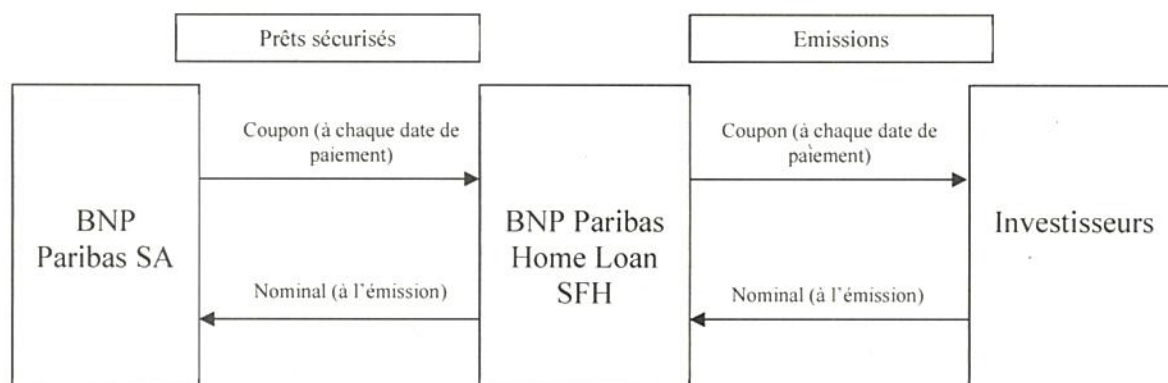 Prêts sécurisés
Emissions
Coupon (à chaque date de
paiement)
Coupon (à chaque date de
paiement)
BNP
Paribas SA
BNP Paribas
Home Loan
SFH
Investisseurs
Nominal (à l'émission)
Nominal (à l'émission)